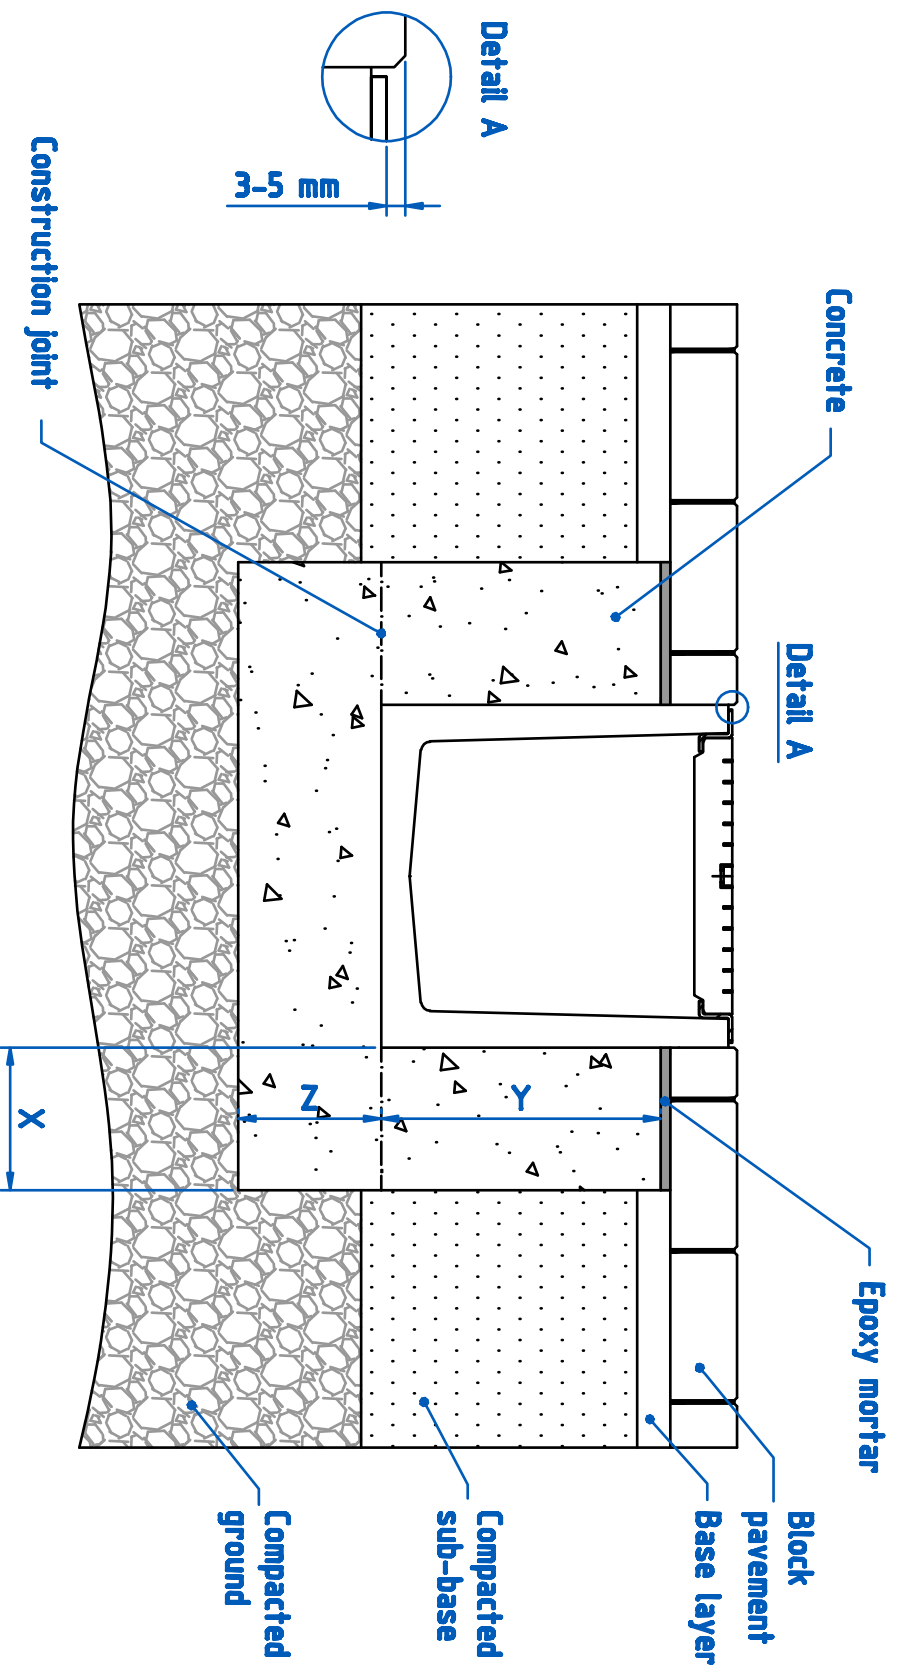 Detail A
3-5 mm
Construction joint
Concrete
Detail A
X
Z
Y
Epoxy mortar
Block
pavement
Base layer
Compacted
sub-base
Compacted
ground